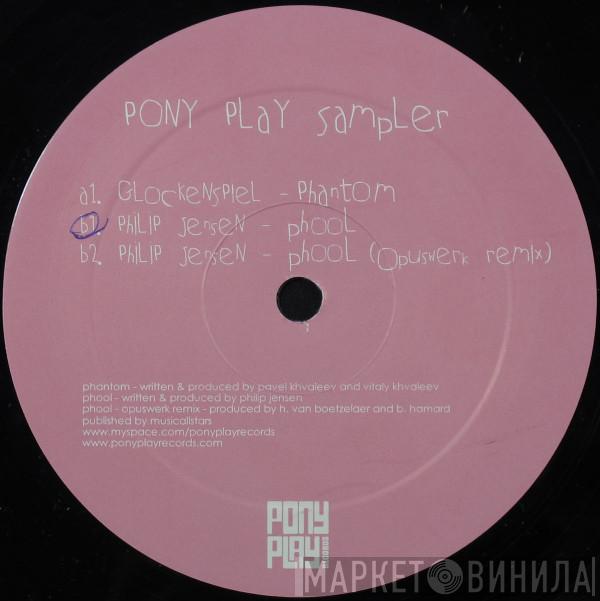 PONY PLaY sampler
a1. GLOCKENSPIEL - Phantom
b1. PHILIP Jensen - phooL
b2. PHILIP Jensen - phooL (Opuswerk remix)
phantom - written & produced by pavel khvaleev and vitaly khvaleev
phool - written & produced by philip jensen
phool - opuswerk remix - produced by h. van boetzelaer and b. hamard
published by musicallstars
www.myspace.com/ponyplayrecords
www.ponyplayrecords.com
PONY
PLAY
RECORDS
МАРКЕТ ВИНИЛА